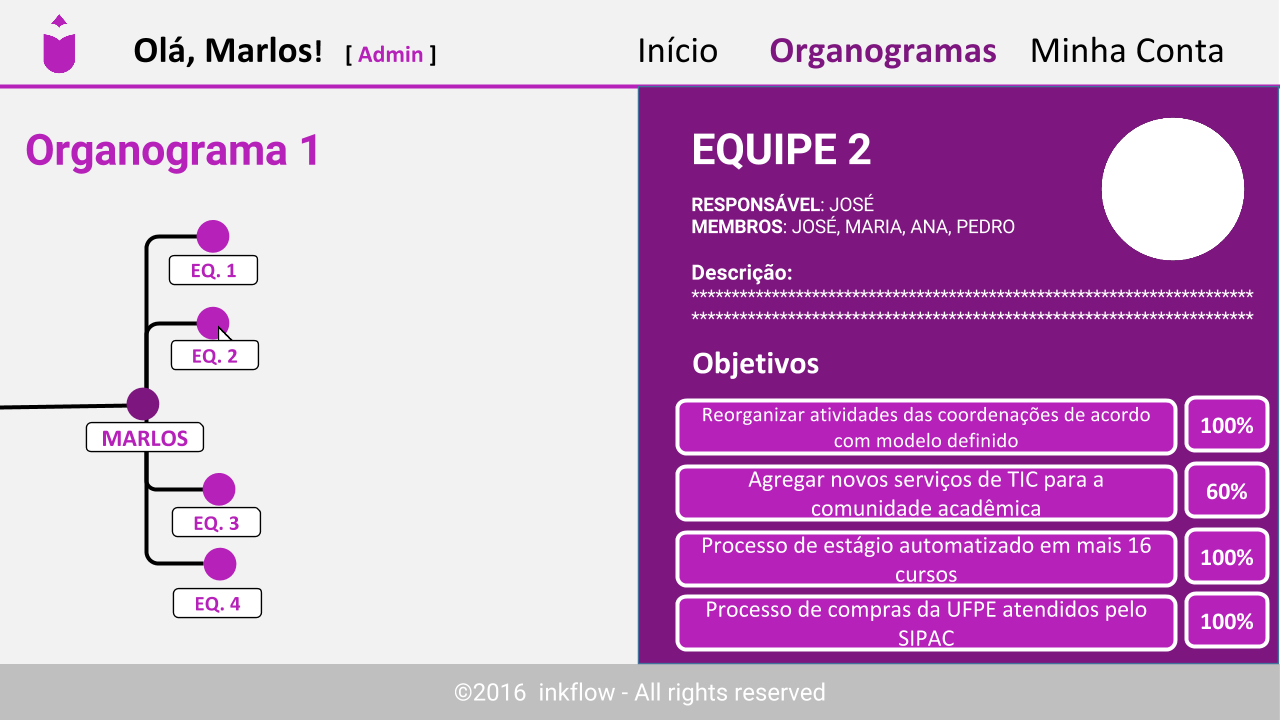 Olá, Marlos! [ Admin ]
Início Organogramas Minha Conta
Organograma 1
EQ. 1
EQ. 2
MARLOS
EQ. 3
EQ. 4
EQUIPE 2
RESPONSÁVEL: JOSÉ
MEMBROS: JOSÉ, MARIA, ANA, PEDRO
Descrição:
**********************************************************************
**********************************************************************
Objetivos
Reorganizar atividades das coordenações de acordo
com modelo definido
100%
Agregar novos serviços de TIC para a
comunidade acadêmica
60%
Processo de estágio automatizado em mais 16
cursos
100%
Processo de compras da UFPE atendidos pelo
SIPAC
100%
©2016 inkflow - All rights reserved